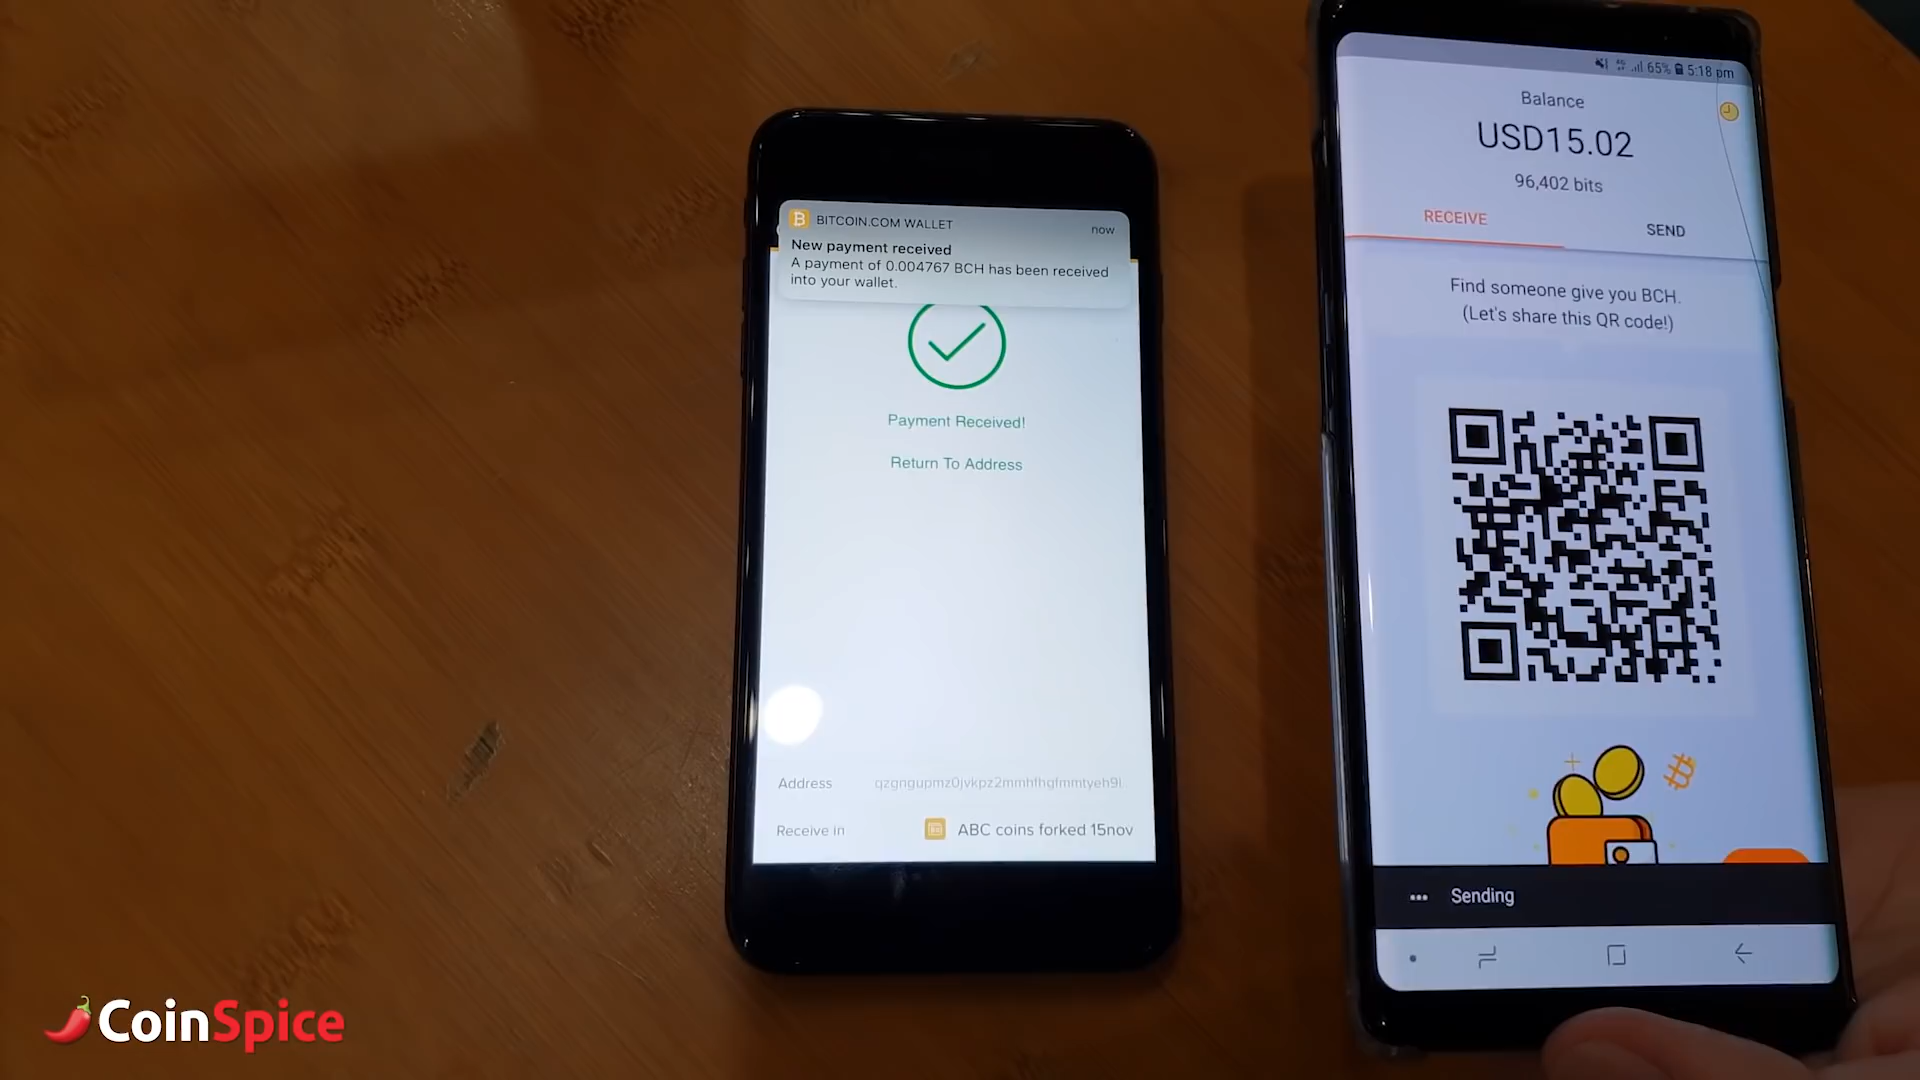 BITCOIN.COM WALLET
now
New payment received
A payment of 0.004767 BCH has been received
into your wallet.
Payment Received!
Return To Address
Address
qzgngupmz0jvkpz2mmhfhgfmmtyeh9l
Receive in
ABC coins forked 15nov
65%
5:18 pm
Balance
USD15.02
96,402 bits
RECEIVE
SEND
Find someone give you BCH.
(Let's share this QR code!)
Sending
CoinSpice